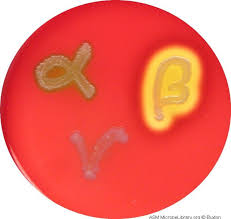 α β
γ
ASM MicrobeLibrary.org © Buxton